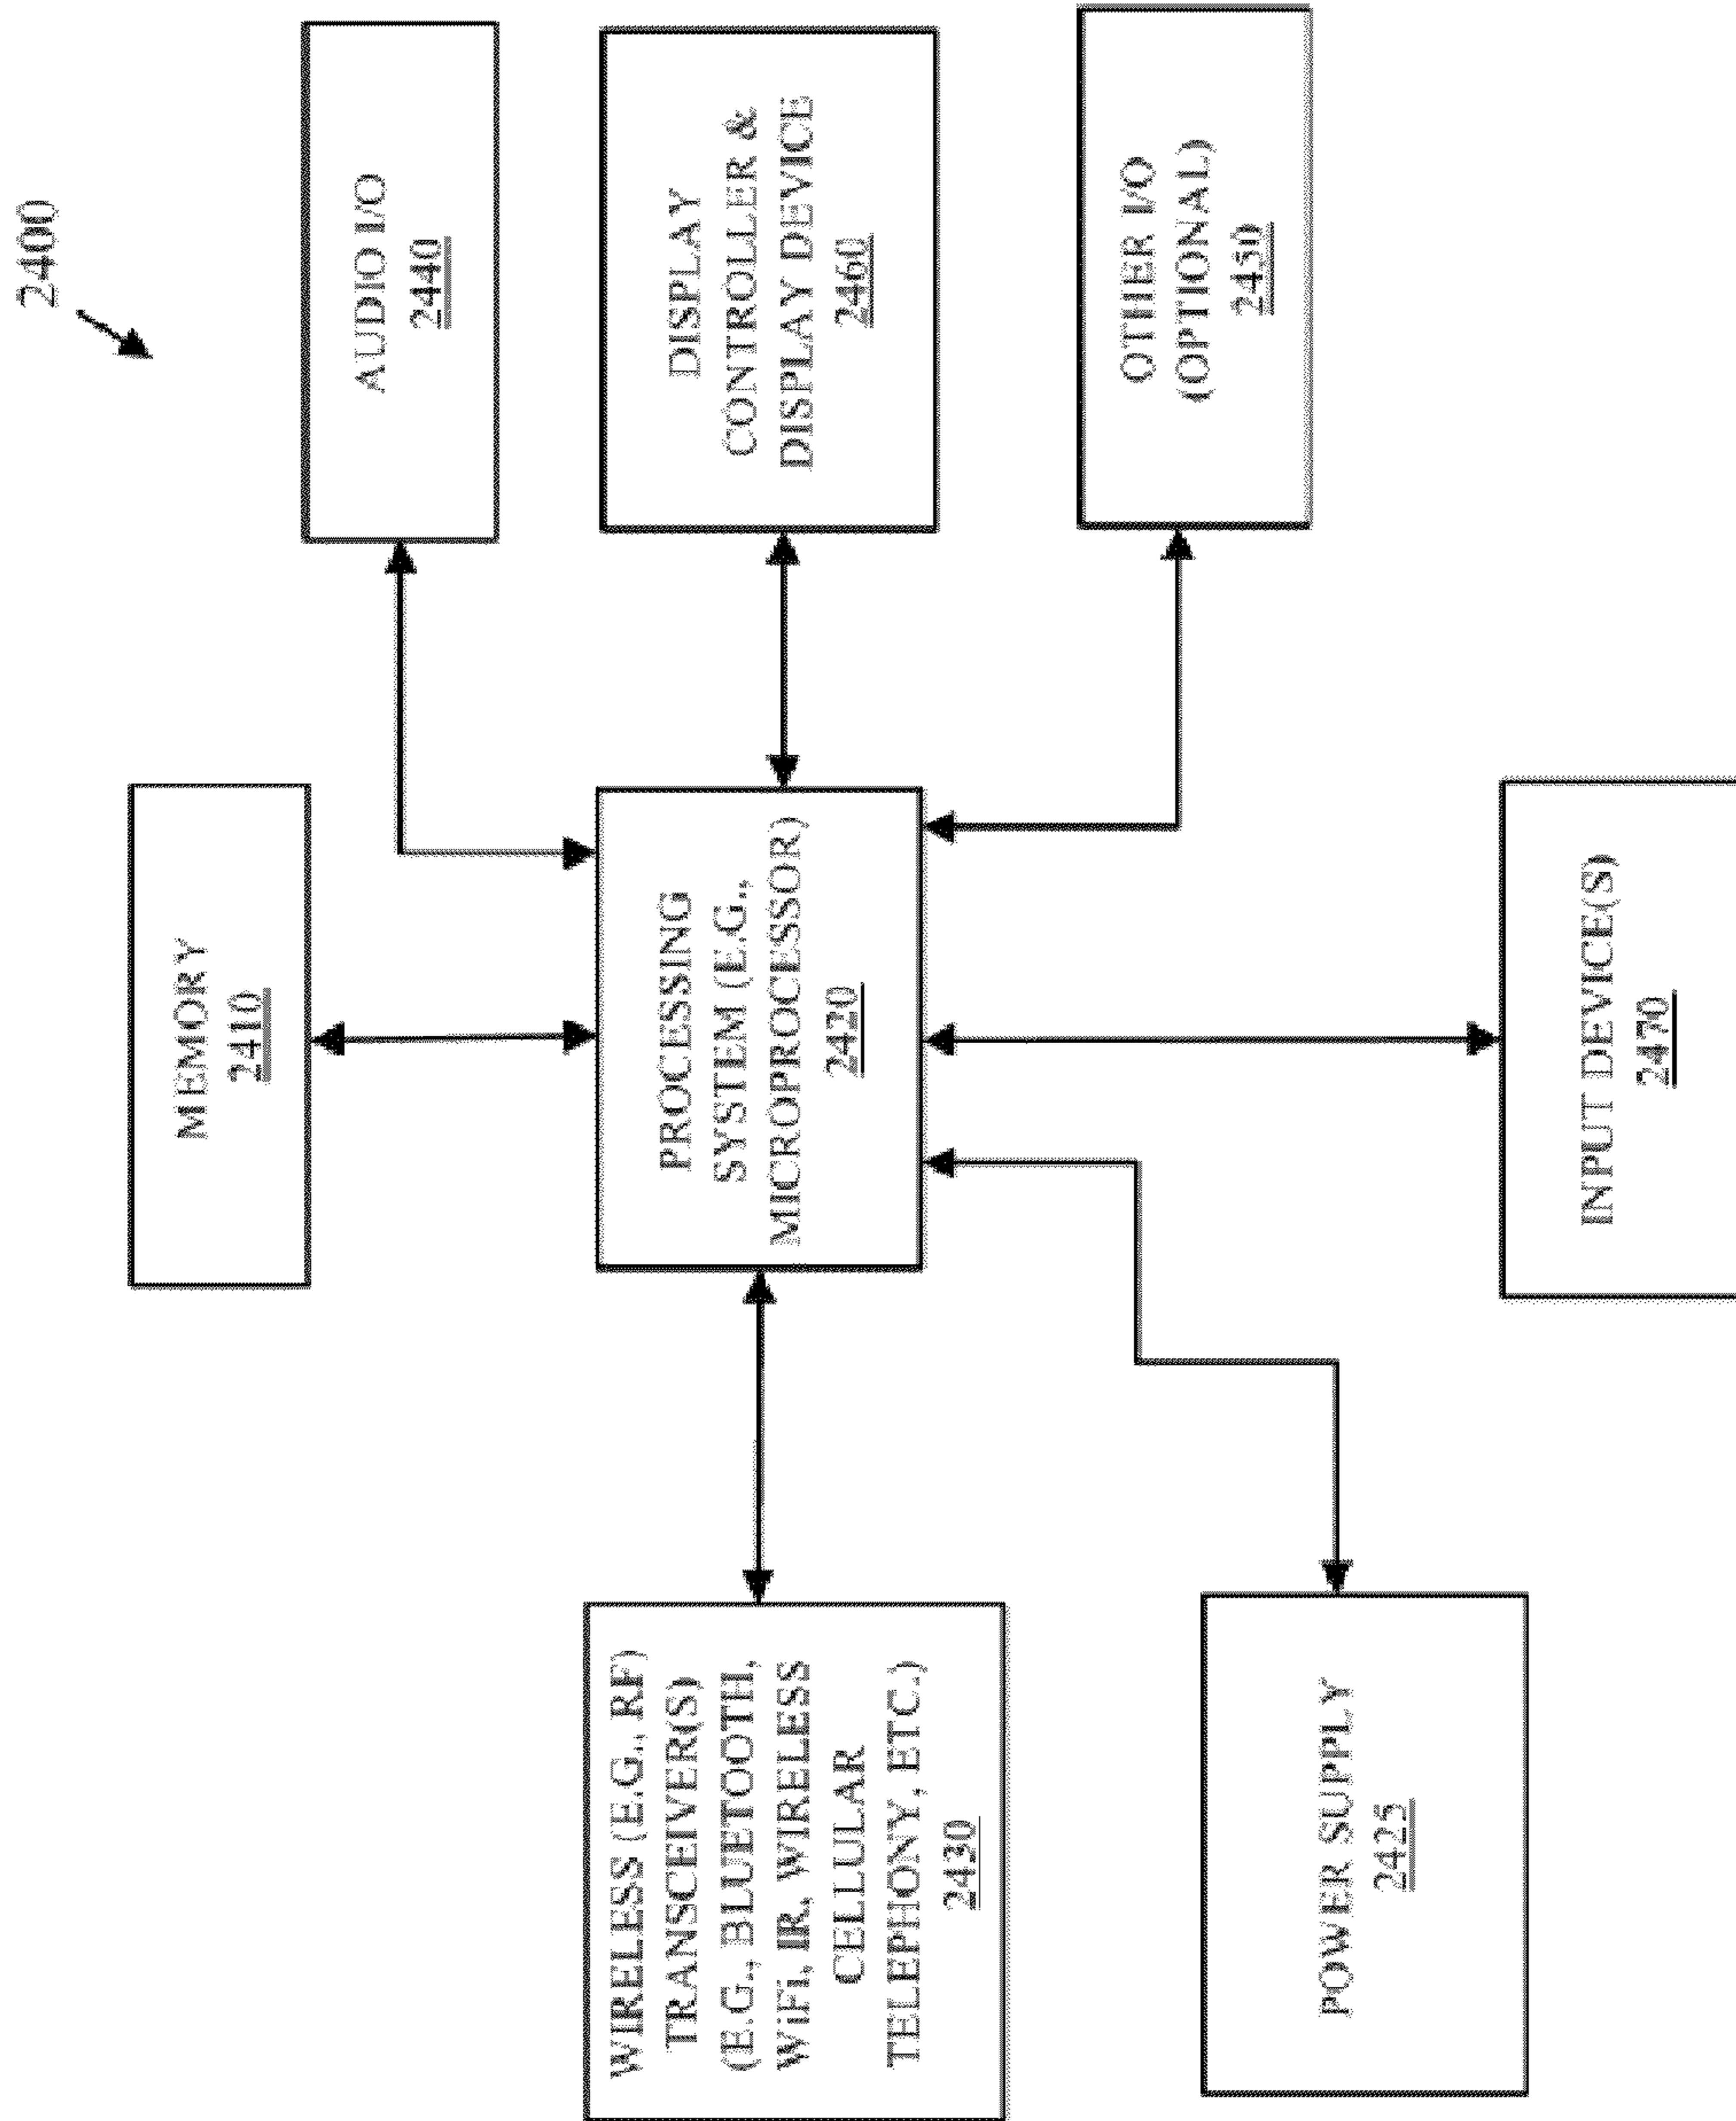 2400
MEMORY
2410
AUDIO I/O
2440
WIRELESS (E.G., RF)
TRANSCEIVER(S)
(E.G., BLUETOOTH,
WiFi, IR, WIRELESS
CELLULAR
TELEPHONY, ETC.)
2430
PROCESSING
SYSTEM (E.G.,
MICROPROCESSOR)
2420
DISPLAY
CONTROLLER &
DISPLAY DEVICE
2460
POWER SUPPLY
2425
INPUT DEVICE(S)
2470
OTHER I/O
(OPTIONAL)
2450